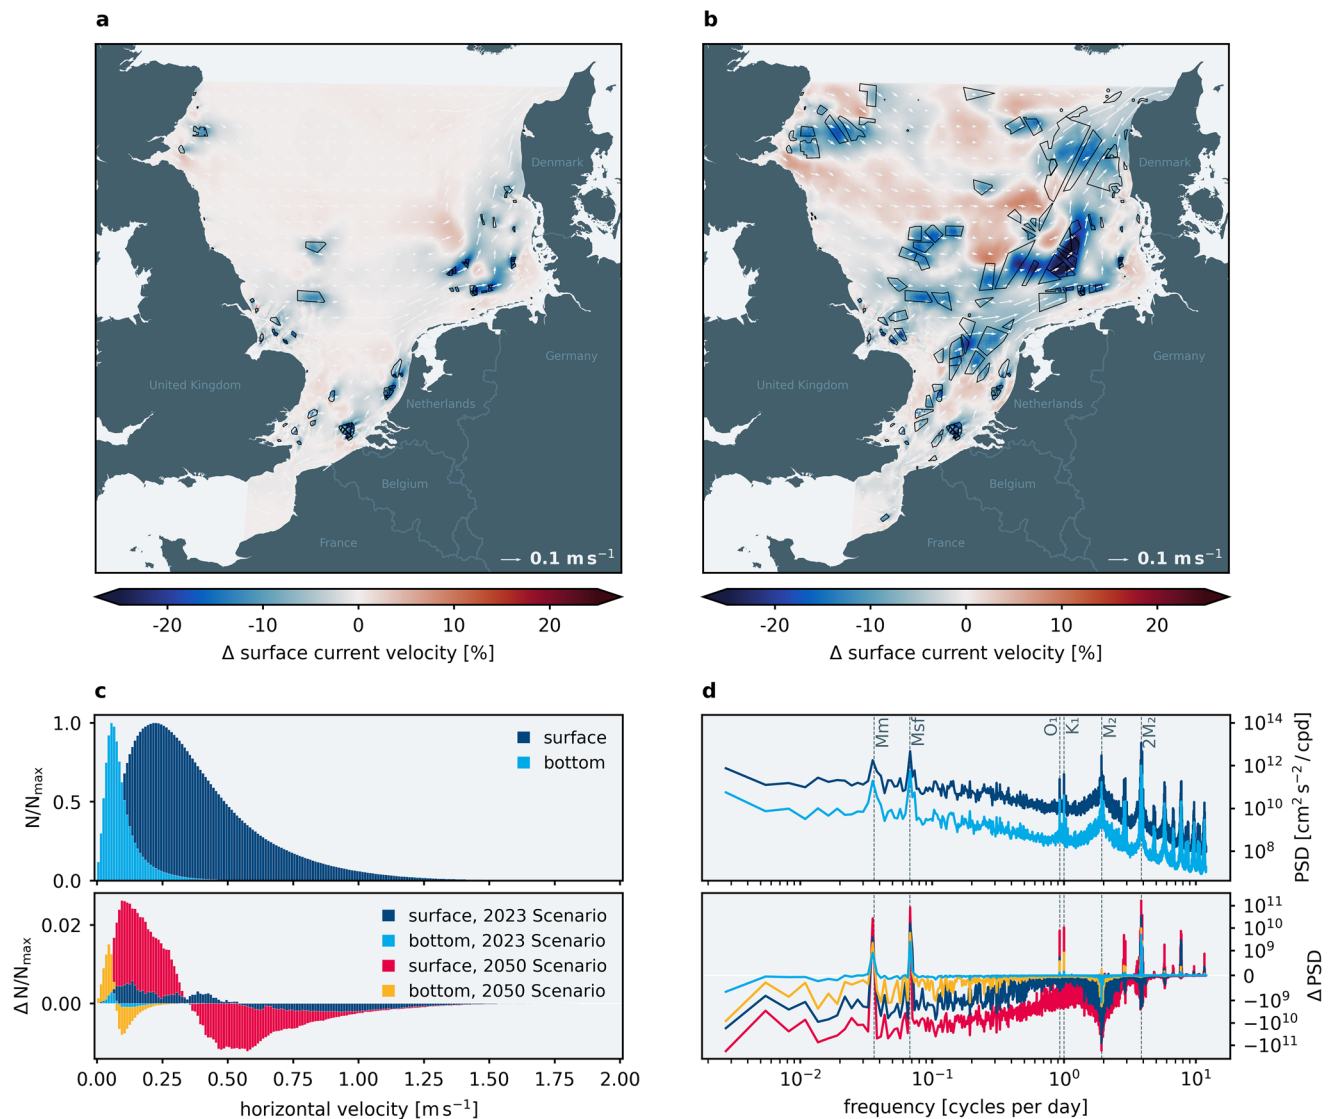 a
b
Denmark
Germany
United Kingdom
Netherlands
Belgium
France
0.1 m s⁻¹
Denmark
Germany
United Kingdom
Netherlands
Belgium
France
0.1 m s⁻¹
-20 -10 0 10 20
Δ surface current velocity [%]
-20 -10 0 10 20
Δ surface current velocity [%]
c
N/Nmax
1.0
0.5
0.0
surface
bottom
Δ N/Nmax
0.02
0.00
surface, 2023 Scenario
bottom, 2023 Scenario
surface, 2050 Scenario
bottom, 2050 Scenario
0.00 0.25 0.50 0.75 1.00 1.25 1.50 1.75 2.00
horizontal velocity [m s⁻¹]
d
Mm
Msf
O₁
K₁
M₂
2M₂
10¹⁴
10¹²
10¹⁰
10⁸
PSD [cm² s⁻² / cpd]
10¹¹
10¹⁰
10⁹
0
−10⁹
−10¹⁰
−10¹¹
Δ PSD
10⁻² 10⁻¹ 10⁰ 10¹
frequency [cycles per day]